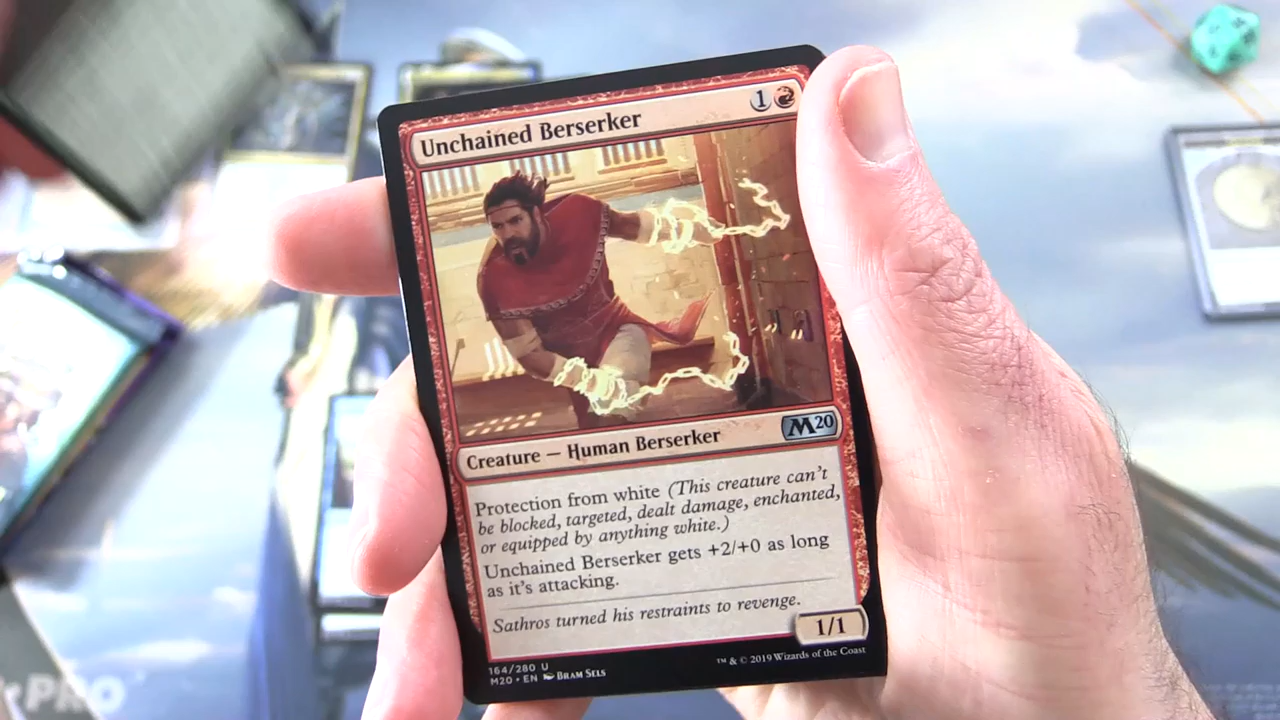 Unchained Berserker 1
Creature — Human Berserker M20
Protection from white (This creature can't
be blocked, targeted, dealt damage, enchanted,
or equipped by anything white.)
Unchained Berserker gets +2/+0 as long
as it's attacking.
Sathros turned his restraints to revenge.
1/1
164/280 U
M20 • EN BRAM SELS
™ & © 2019 Wizards of the Coast
PRO